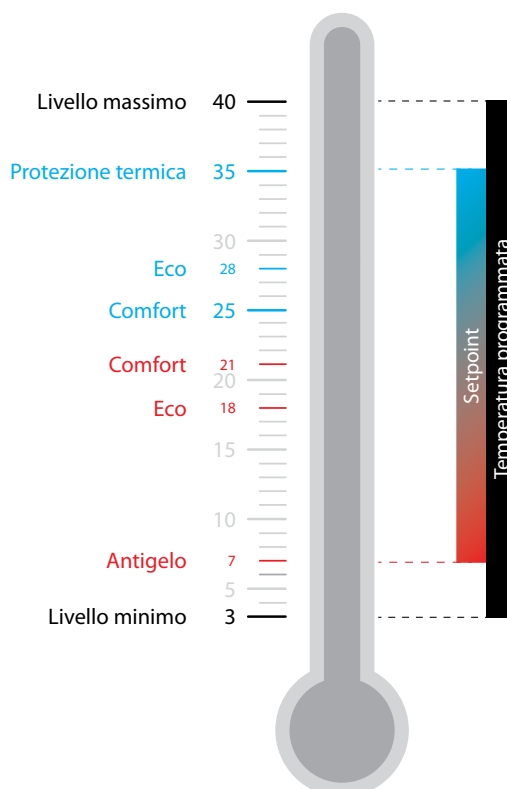 Livello massimo 40
Protezione termica 35
30
Eco 28
Comfort 25
Comfort 21
20
Eco 18
15
10
Antigelo 7
5
Livello minimo 3
Setpoint
Temperatura programmata